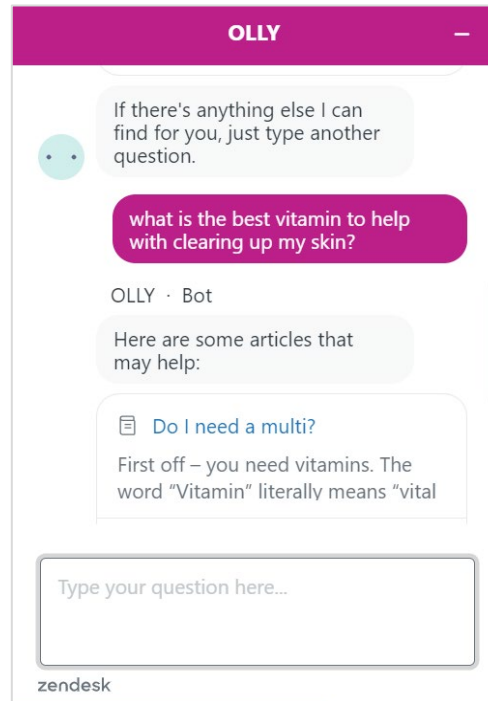 OLLY
If there's anything else I can
find for you, just type another
question.
what is the best vitamin to help
with clearing up my skin?
OLLY · Bot
Here are some articles that
may help:
Do I need a multi?
First off – you need vitamins. The
word “Vitamin” literally means “vital
Type your question here...
zendesk